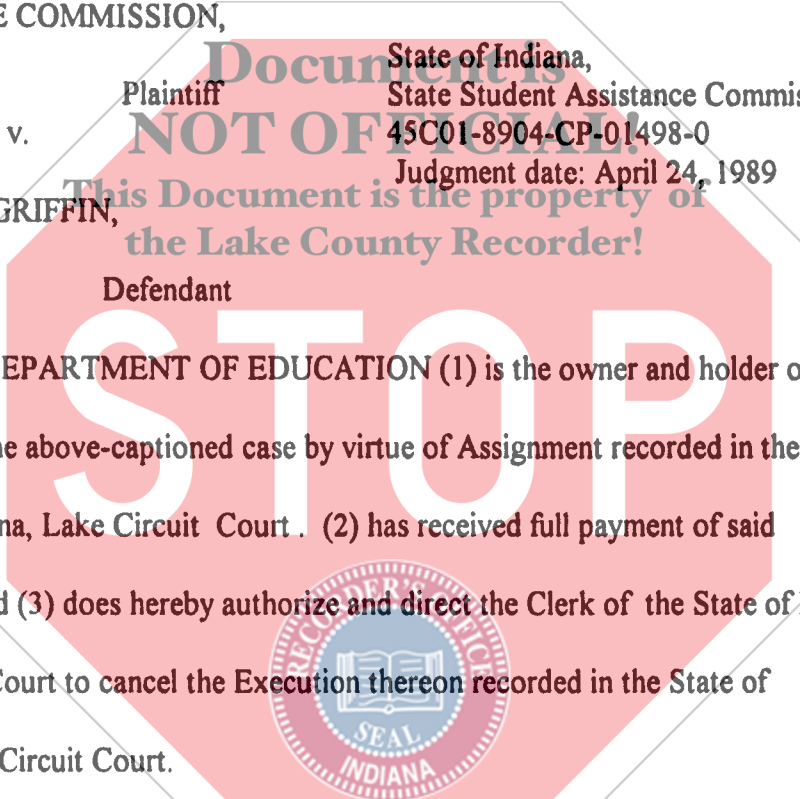 E COMMISSION,
Document is
State of Indiana,
Plaintiff State Student Assistance Commis
NOT OFFICIAL!
v. 45C01-8904-CP-01498-0
Judgment date: April 24, 1989
This Document is the property of
GRIFFIN,
the Lake County Recorder!
Defendant
STOP
EPARTMENT OF EDUCATION (1) is the owner and holder o
e above-captioned case by virtue of Assignment recorded in the
na, Lake Circuit Court . (2) has received full payment of said
d (3) does hereby authorize and direct the Clerk of the State of
Court to cancel the Execution thereon recorded in the State of
Circuit Court.
RECORDER'S OFFICE
SEAL
INDIANA